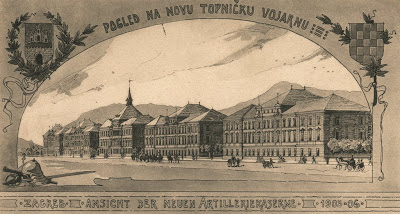 POGLED NA NOVU TOPNIČKU VOJARNU
ZAGREB ANSICHT DER NEUEN ARTILLERIEKASERNE 1905-06